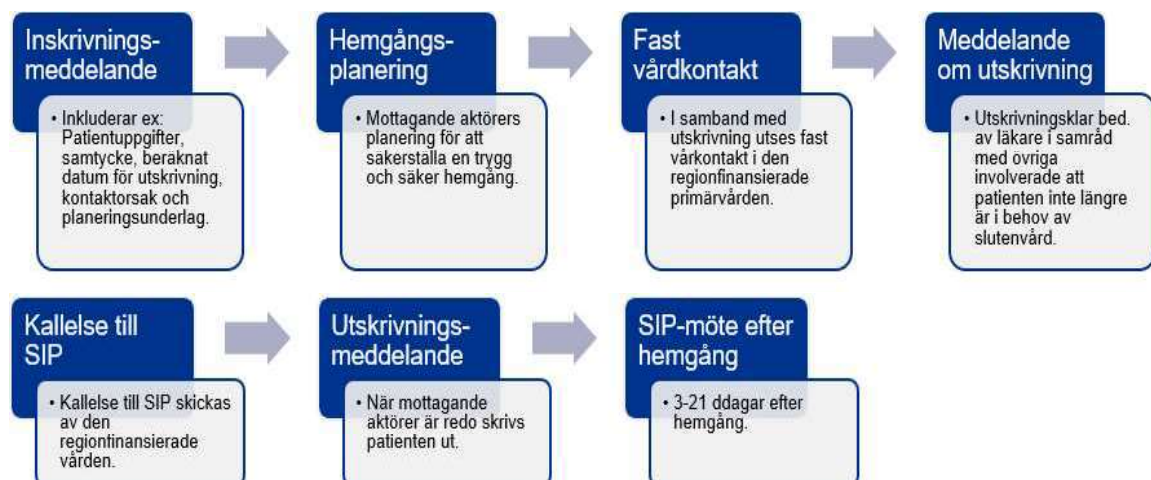 Inskrivnings-
meddelande
• Inkluderar ex:
Patientuppgifter,
samtycke, beräknat
datum för utskrivning,
kontaktorsak och
planeringsunderlag.
Hemgångs-
planering
• Mottagande aktörers
planering för att
säkerställa en trygg
och säker hemgång.
Fast
vårdkontakt
• I samband med
utskrivning utses fast
vårkontakt i den
regionfinansierade
primärvården.
Meddelande
om utskrivning
• Utskrivningsklar bed.
av läkare i samråd
med övriga
involverade att
patienten inte längre
är i behov av
slutenvård.
Kallelse till
SIP
• Kallelse till SIP skickas
av den
regiontinansierade
vården.
Utskrivnings-
meddelande
• När mottagande
aktörer är redo skrivs
patienten ut.
SIP-möte efter
hemgång
• 3-21 ddagar efter
hemgång.